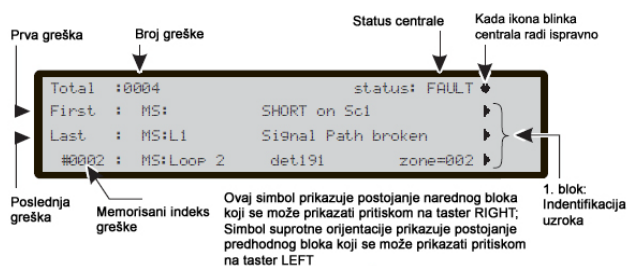 Prva greška
Broj greške
Status centrale
Kada ikona blinka
centrala radi ispravno
Total :0004 status: FAULT
First : MS: SHORT on Sc1
Last : MS:L1 Signal Path broken
#0002 : MS:Loop 2 det191 zone=002
Poslednja
greška
Memorisani indeks
greške
Ovaj simbol prikazuje postojanje narednog bloka
koji se može prikazati pritiskom na taster RIGHT;
Simbol suprotne orijentacije prikazuje postojanje
predhodnog bloka koji se može prikazati pritiskom
na taster LEFT
1. blok:
Indentifikacija
uzroka